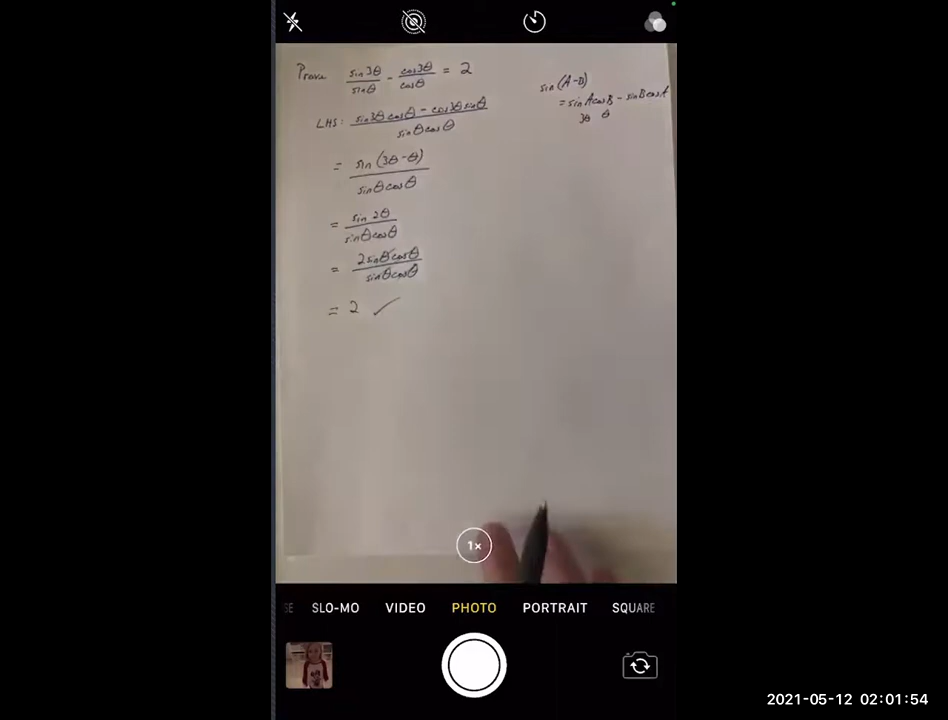 Prove sin3θ/sinθ - cos3θ/cosθ = 2
sin(A-B)
= sinAcosB - sinBcosA
3θ θ
LHS: sin3θcosθ - cos3θsinθ / sinθcosθ
= sin(3θ-θ) / sinθcosθ
= sin2θ / sinθcosθ
= 2sinθcosθ / sinθcosθ
= 2 ✓
1×
SLO-MO VIDEO PHOTO PORTRAIT SQUARE
2021-05-12 02:01:54